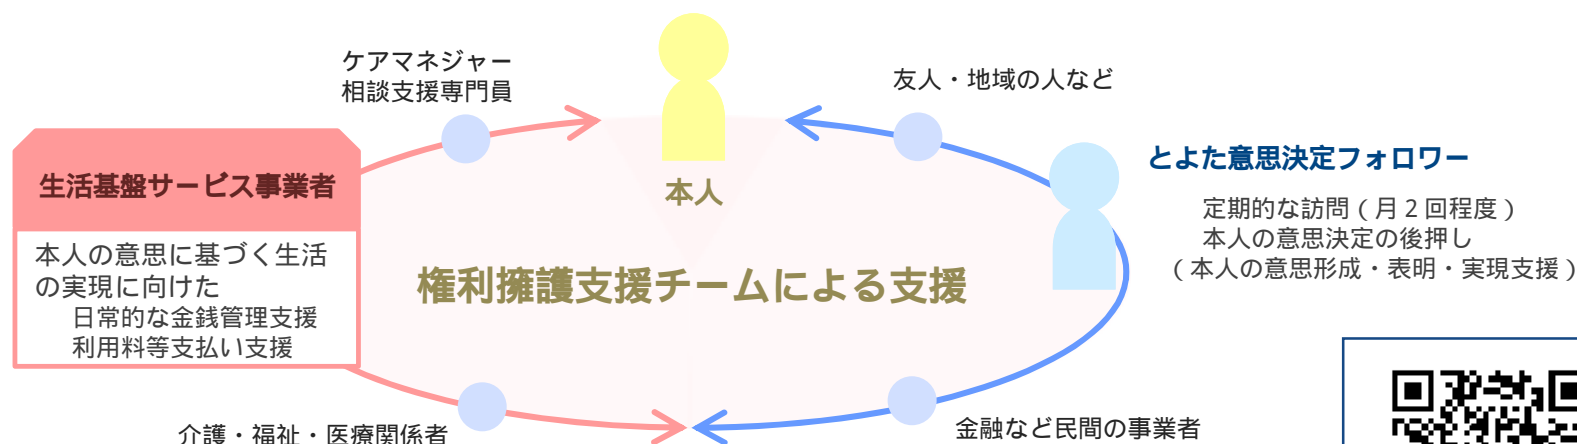 ケアマネジャー
相談支援専門員
友人・地域の人など
生活基盤サービス事業者
本人の意思に基づく生活
の実現に向けた
日常的な金銭管理支援
利用料等支払い支援
本人
権利擁護支援チームによる支援
とよた意思決定フォロワー
定期的な訪問(月2回程度)
本人の意思決定の後押し
(本人の意思形成・表明・実現支援)
介護・福祉・医療関係者
金融など民間の事業者